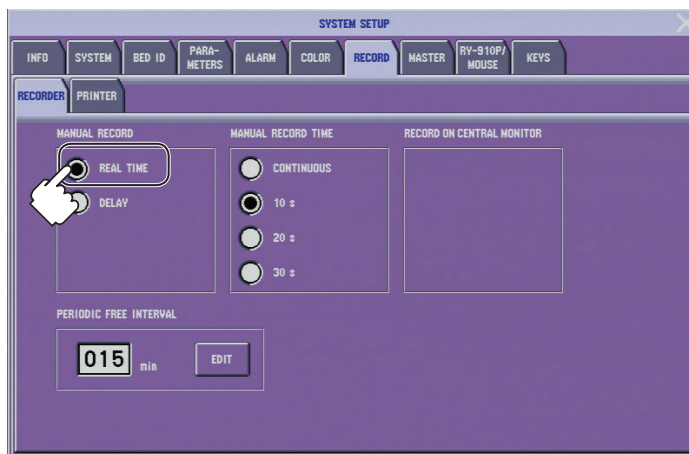 SYSTEM SETUP
INFO SYSTEM BED ID PARA-METERS ALARM COLOR RECORD MASTER RY-910P/MOUSE KEYS
RECORDER PRINTER
MANUAL RECORD MANUAL RECORD TIME RECORD ON CENTRAL MONITOR
REAL TIME CONTINUOUS
DELAY 10 s
20 s
30 s
PERIODIC FREE INTERVAL
015 min EDIT